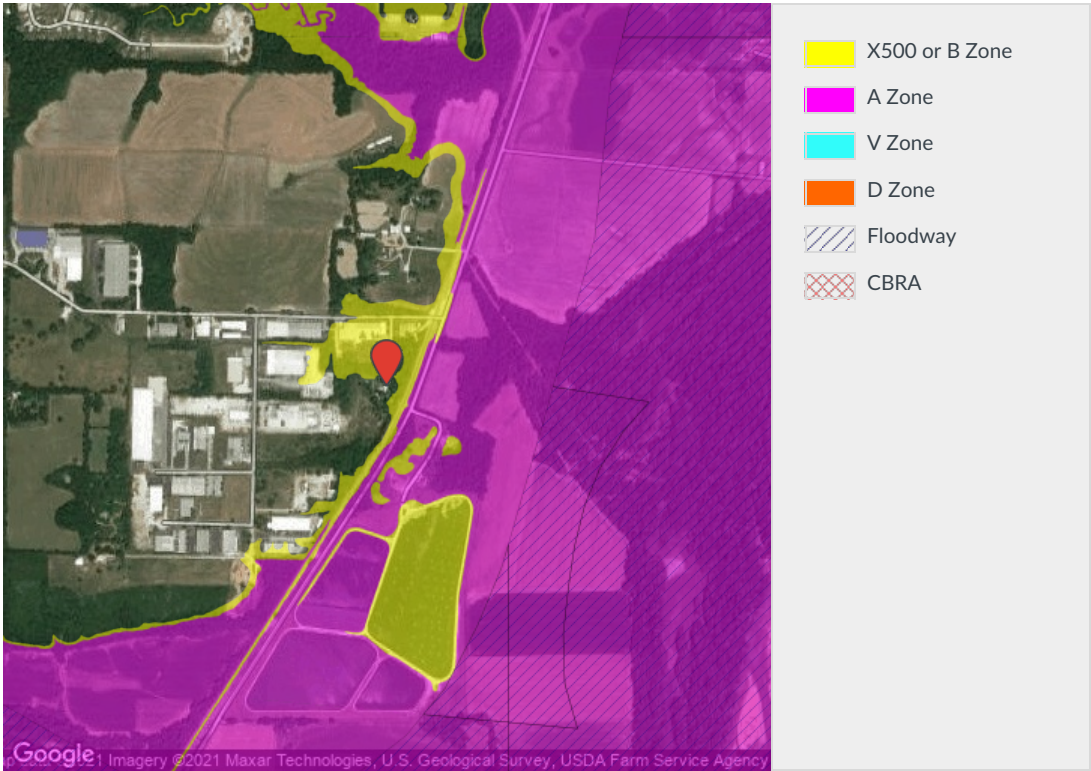 X500 or B Zone
A Zone
V Zone
D Zone
Floodway
CBRA
Google
Imagery ©2021 Maxar Technologies, U.S. Geological Survey, USDA Farm Service Agency